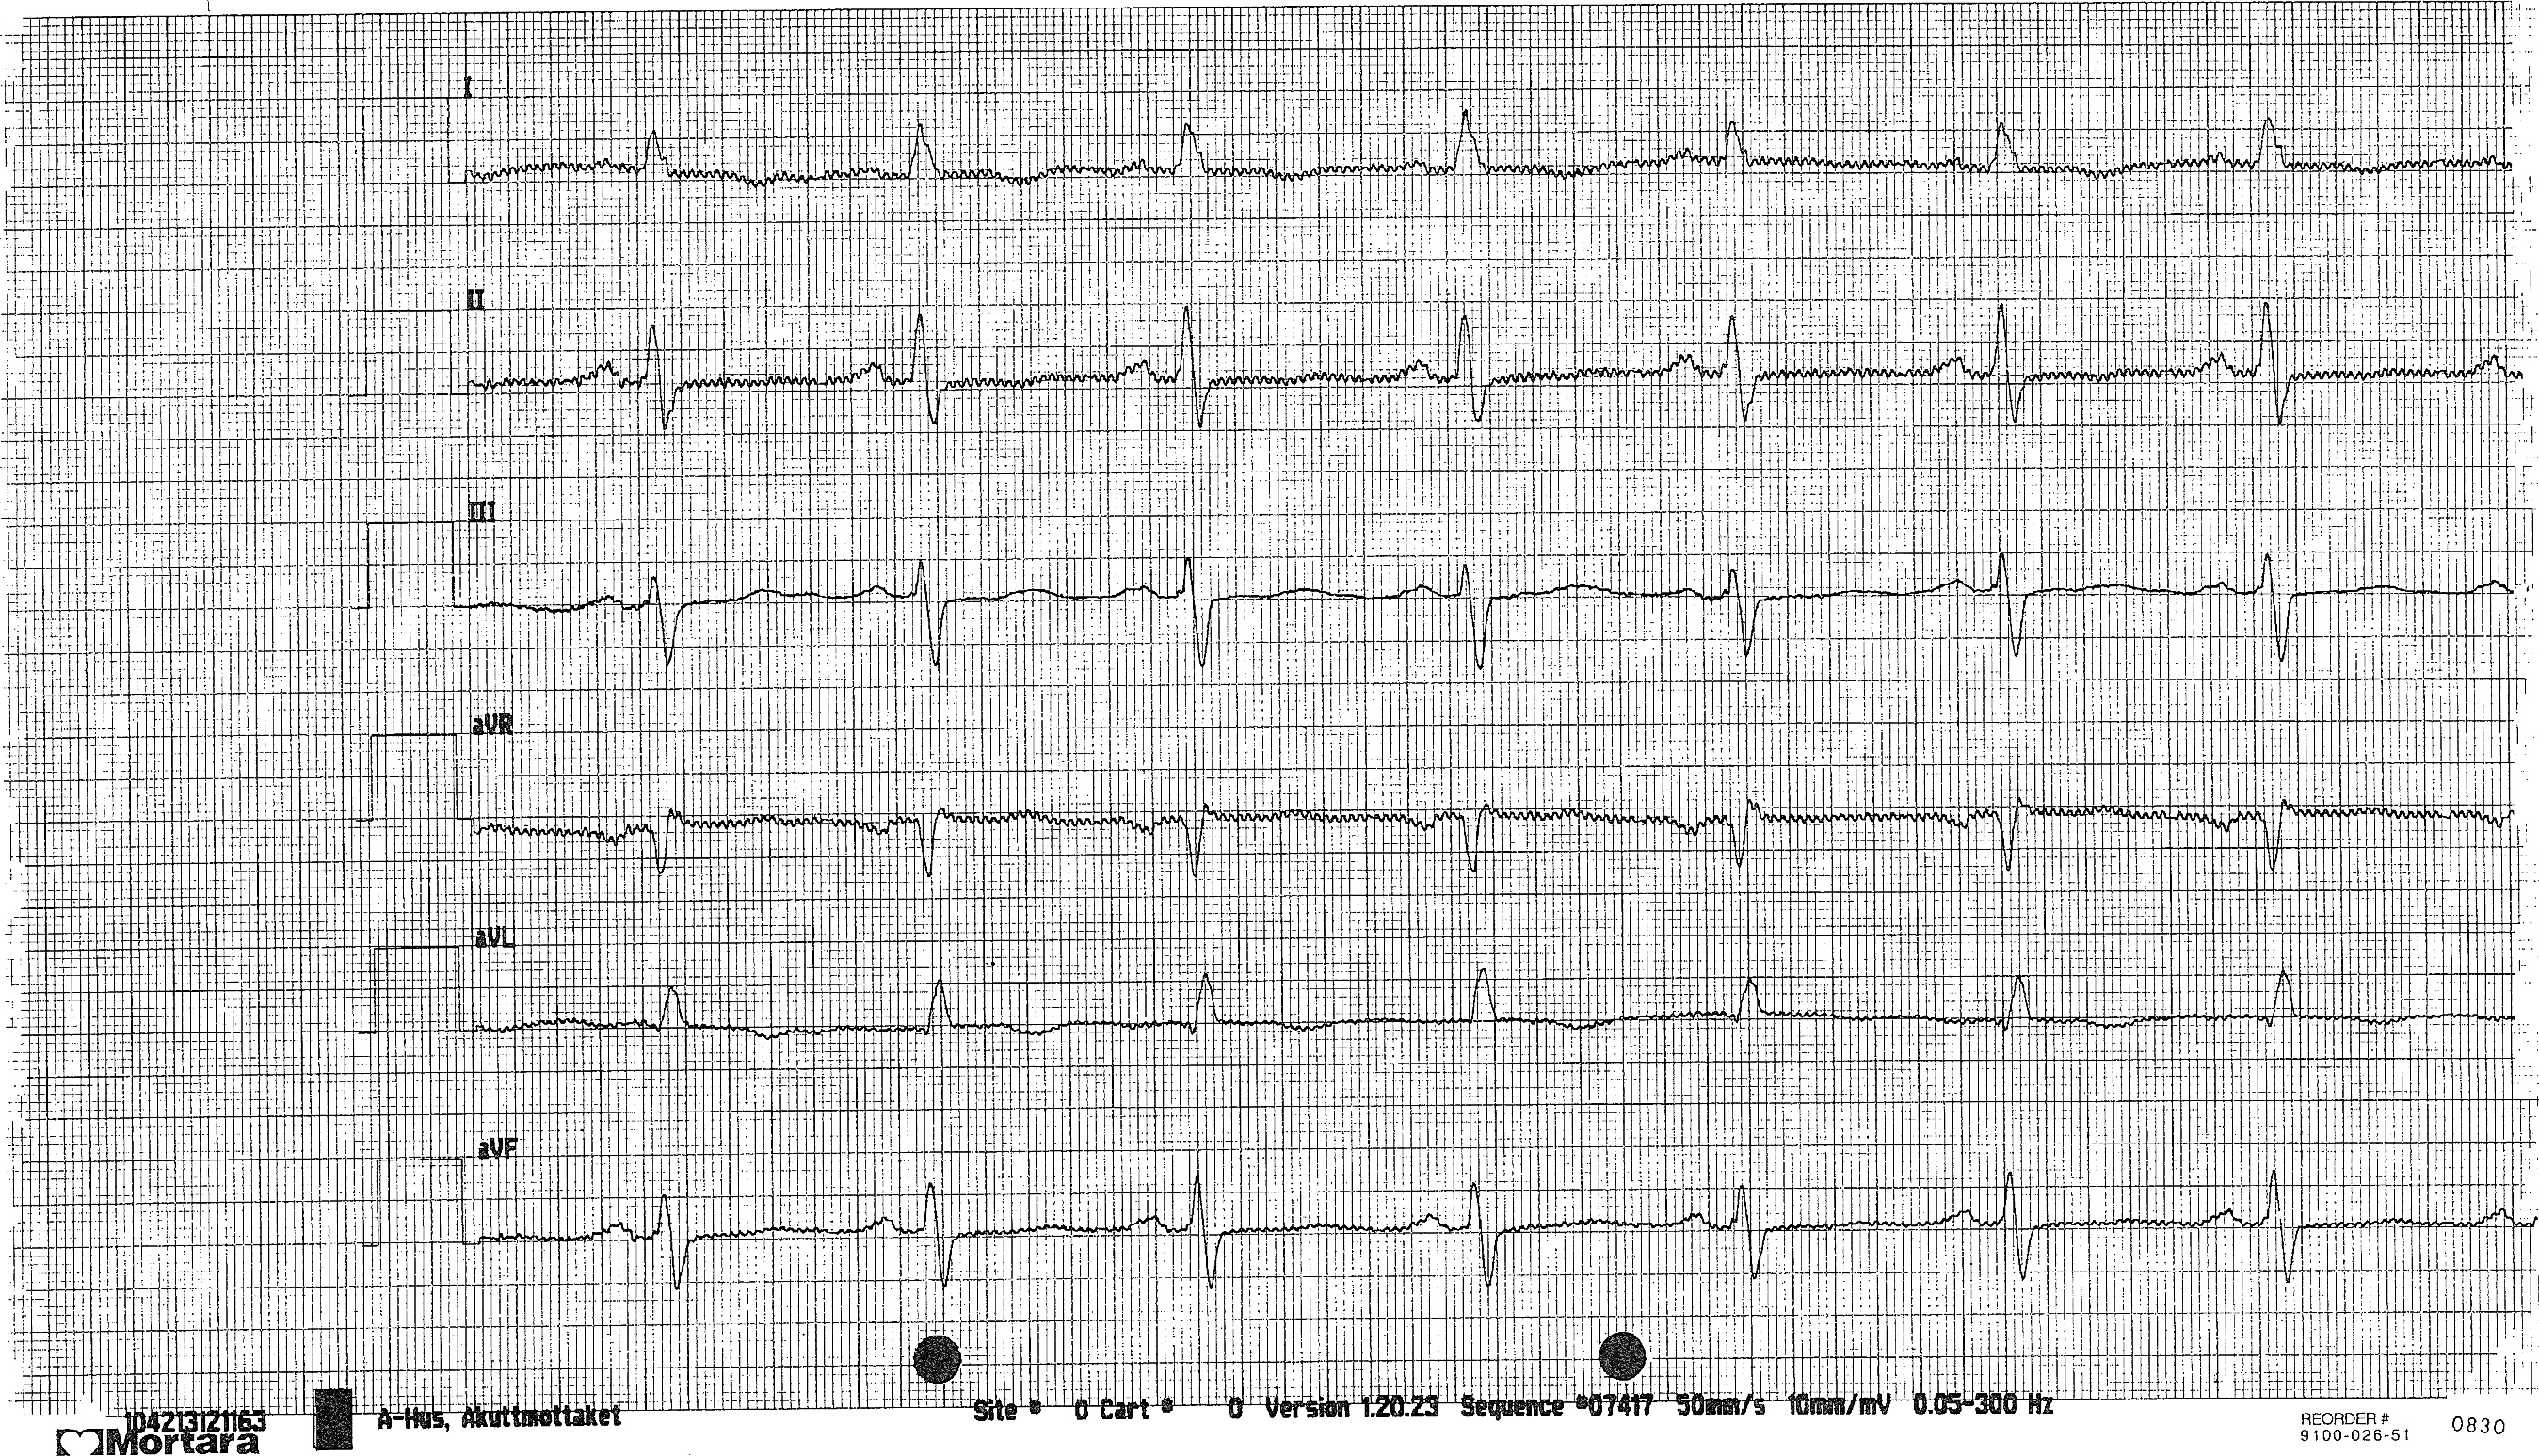 I
II
III
aVR
aVL
aVF
104213121163 A-Hus, Akuttmottaket Site # 0 Cart # 0 Version 1.20.23 Sequence #07417 50mm/s 10mm/mV 0.05-300 Hz
Mortara
REORDER #
9100-026-51
0830